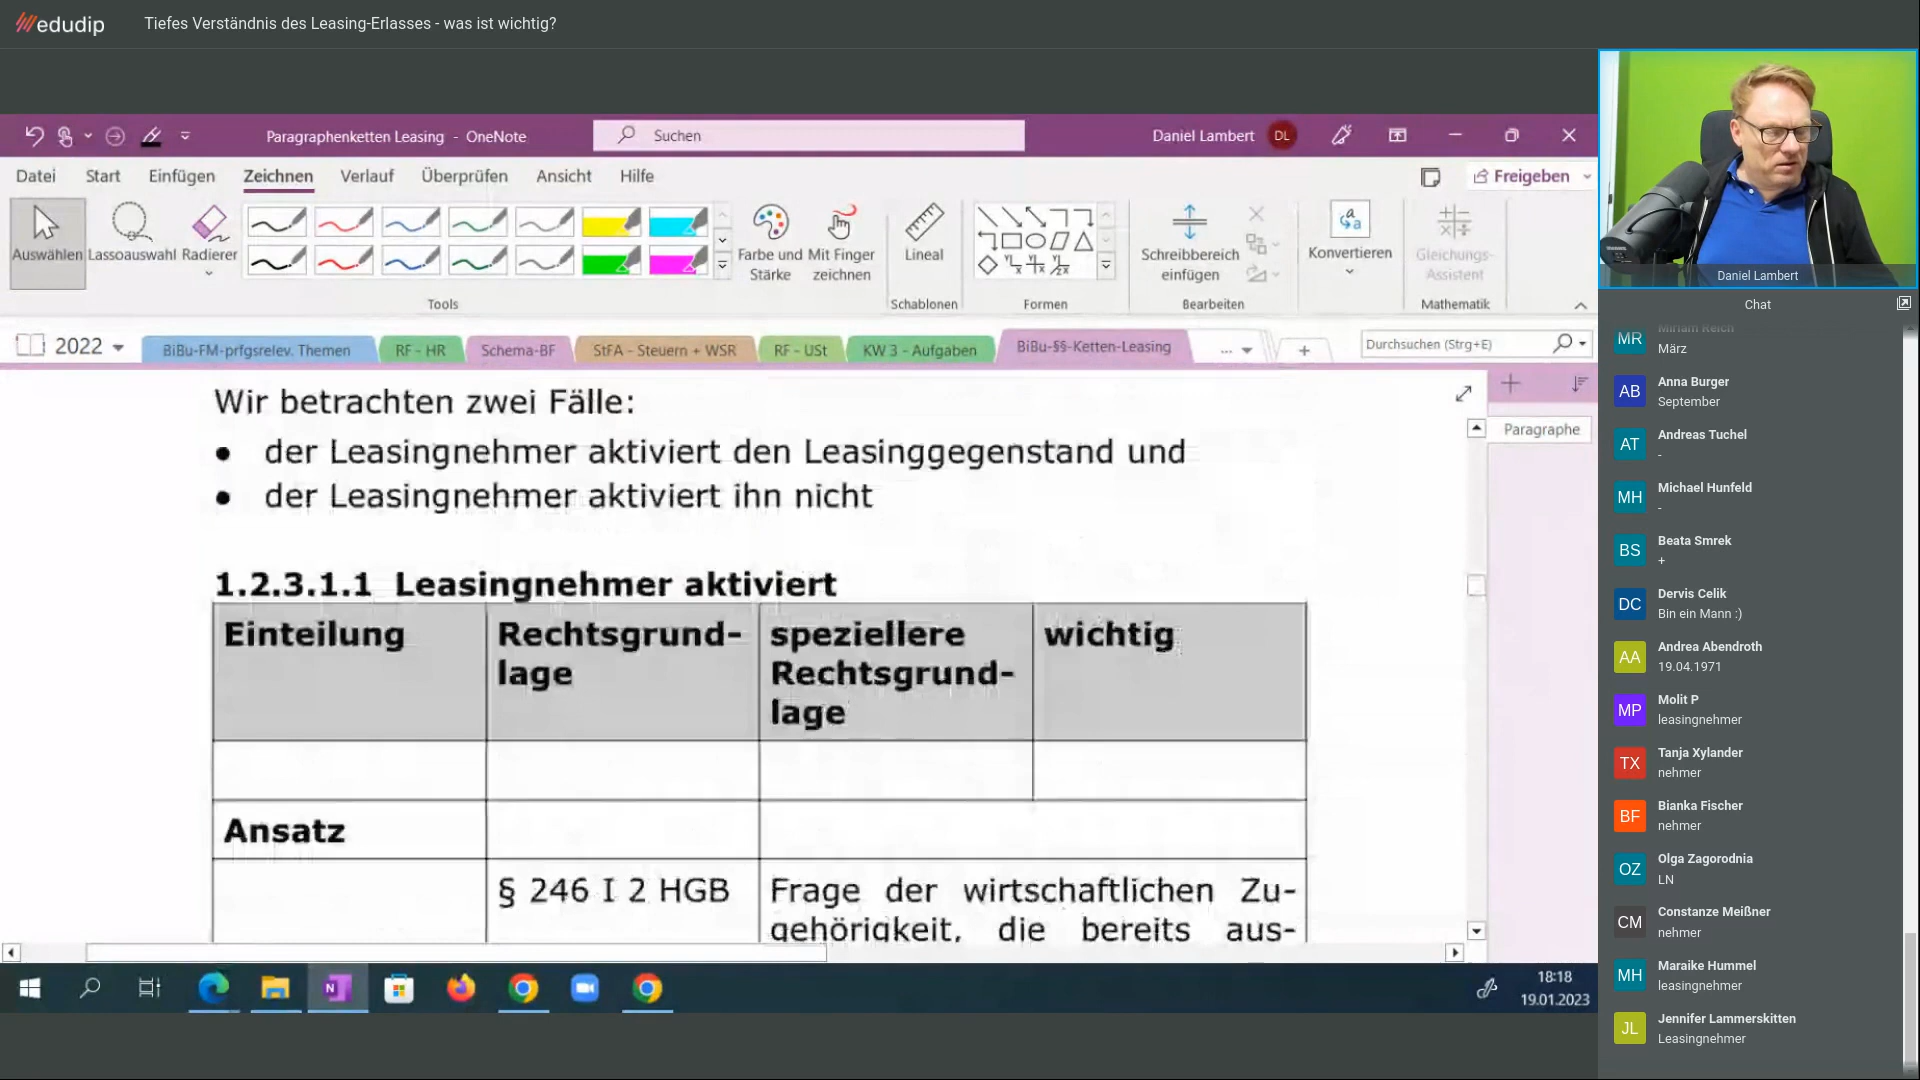 edudip
Tiefes Verständnis des Leasing-Erlasses - was ist wichtig?
Paragraphenketten Leasing - OneNote
Suchen
Daniel Lambert
DL
Datei
Start
Einfügen
Zeichnen
Verlauf
Überprüfen
Ansicht
Hilfe
Freigeben
Auswählen
Lassoauswahl
Radierer
Farbe und
Stärke
Mit Finger
zeichnen
Lineal
Schreibbereich
einfügen
Konvertieren
Gleichungs-
Assistent
Tools
Schablonen
Formen
Bearbeiten
Mathematik
2022
BiBu-FM-prfgsrelev. Themen
RF - HR
Schema-BF
StFA - Steuern + WSR
RF - USt
KW 3 - Aufgaben
BiBu-§§-Ketten-Leasing
...
Durchsuchen (Strg+E)
Paragraphe
Wir betrachten zwei Fälle:
• der Leasingnehmer aktiviert den Leasinggegenstand und
• der Leasingnehmer aktiviert ihn nicht
1.2.3.1.1 Leasingnehmer aktiviert
Einteilung
Rechtsgrund-
lage
speziellere
Rechtsgrund-
lage
wichtig
Ansatz
§ 246 I 2 HGB
Frage der wirtschaftlichen Zu-
gehörigkeit, die bereits aus-
18:18
19.01.2023
Daniel Lambert
Chat
MR
Miriam Reich
März
AB
Anna Burger
September
AT
Andreas Tuchel
-
MH
Michael Hunfeld
-
BS
Beata Smrek
+
DC
Dervis Celik
Bin ein Mann :)
AA
Andrea Abendroth
19.04.1971
MP
Molit P
leasingnehmer
TX
Tanja Xylander
nehmer
BF
Bianka Fischer
nehmer
OZ
Olga Zagorodnia
LN
CM
Constanze Meißner
nehmer
MH
Maraike Hummel
leasingnehmer
JL
Jennifer Lammerskitten
Leasingnehmer